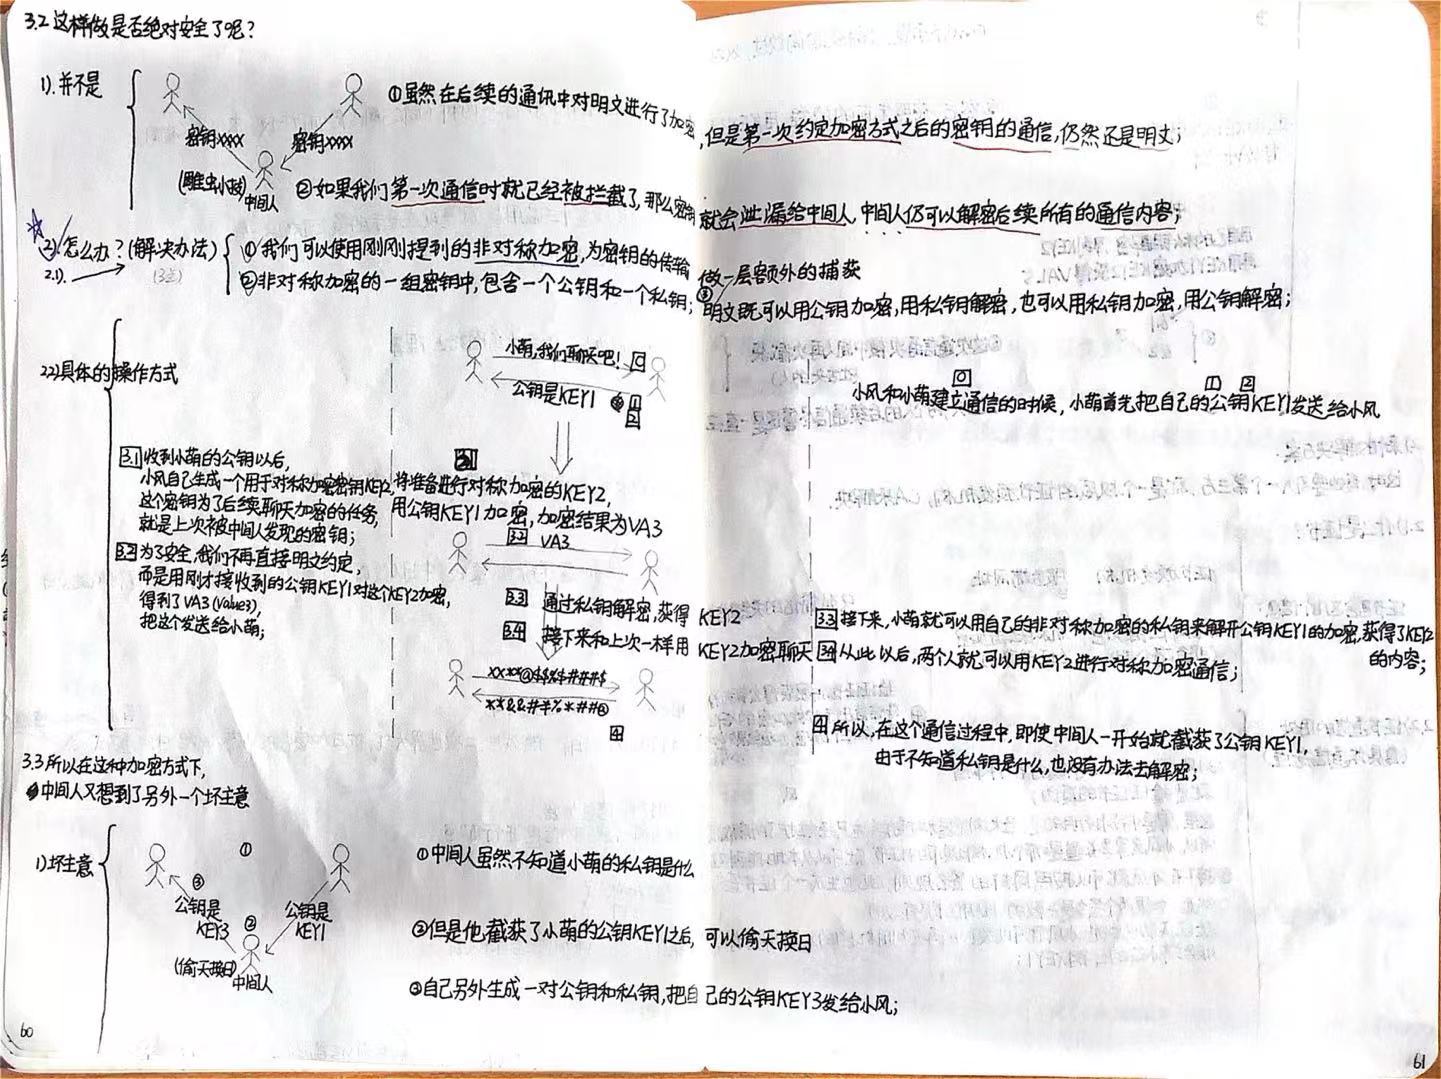 3.2 这样做是否绝对安全了呢?
1). 并不是
密钥xxxx
密钥xxxx
(雕虫小技)
中间人
①虽然在后续的通讯中对明文进行了加密,但是第一次约定加密方式之后的密钥的通信,仍然还是明文;
②如果我们第一次通信时就已经被拦截了,那么密钥就会泄漏给中间人,中间人仍可以解密后续所有的通信内容;
2). 怎么办?(解决办法)
2.1).
(3点)
①我们可以使用刚刚提到的非对称加密,为密钥的传输做一层额外的捕获
②非对称加密的一组密钥中,包含一个公钥和一个私钥;
③明文既可以用公钥加密,用私钥解密,也可以用私钥加密,用公钥解密;
2.2)具体的操作方式
小萌,我们聊天吧! 0
公钥是KEY1 1
2
0 1 2
小风和小萌建立通信的时候,小萌首先把自己的公钥KEY1发送给小风
3.1 收到小萌的公钥以后,
小风自己生成一个用于对称加密密钥KEY2,
这个密钥为了后续聊天加密的任务,
就是上次被中间人发现的密钥;
3.2 为了安全,我们不再直接明文约定,
而是用刚才接收到的公钥KEY1对这个KEY2加密,
得到了VA3(Value3),
把这个发送给小萌;
3.1
将准备进行对称加密的KEY2,
用公钥KEY1加密,加密结果为VA3
3.2 VA3
3.3 通过私钥解密,获得KEY2
3.4 接下来和上次一样用KEY2加密聊天
xx**@$$%$###$
**&&#%*##@
4
3.3 接下来,小萌就可以用自己的非对称加密的私钥来解开公钥KEY1的加密,获得了KEY2
的内容;
3.4 从此以后,两个人就可以用KEY2进行对称加密通信;
4 所以,在这个通信过程中,即使中间人一开始就截获了公钥KEY1,
由于不知道私钥是什么,也没有办法去解密;
3.3 所以在这种加密方式下,
中间人又想到了另外一个坏主意
1)坏主意
①
③
公钥是
KEY3
②
公钥是
KEY1
(偷天换日)
中间人
①中间人虽然不知道小萌的私钥是什么
②但是他截获了小萌的公钥KEY1之后,可以偷天换日
③自己另外生成一对公钥和私钥,把自己的公钥KEY3发给小风;
60
61